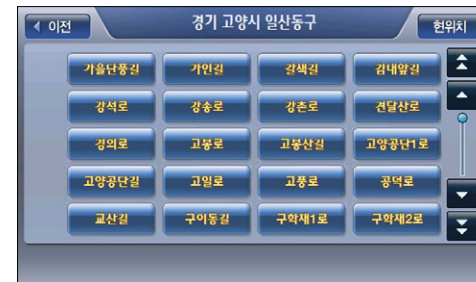 이전 경기 고양시 일산동구 현위치
가을단풍길 가인길 갈색길 감내앞길
강석로 강송로 강촌로 견달산로
경의로 고봉로 고봉산길 고양공단1로
고양공단길 고일로 고풍로 공덕로
교산길 구이동길 구학재1로 구학재2로